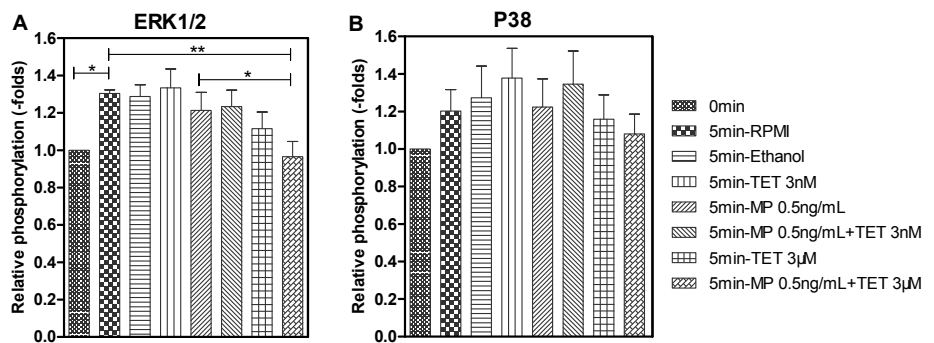 A
ERK1/2
Relative phosphorylation (-folds)
1.6
1.4
1.2
1.0
0.8
0.6
0.4
0.2
0.0
*
**
*
B
P38
Relative phosphorylation (-folds)
1.6
1.4
1.2
1.0
0.8
0.6
0.4
0.2
0.0
0min
5min-RPMI
5min-Ethanol
5min-TET 3nM
5min-MP 0.5ng/mL
5min-MP 0.5ng/mL+TET 3nM
5min-TET 3µM
5min-MP 0.5ng/mL+TET 3µM